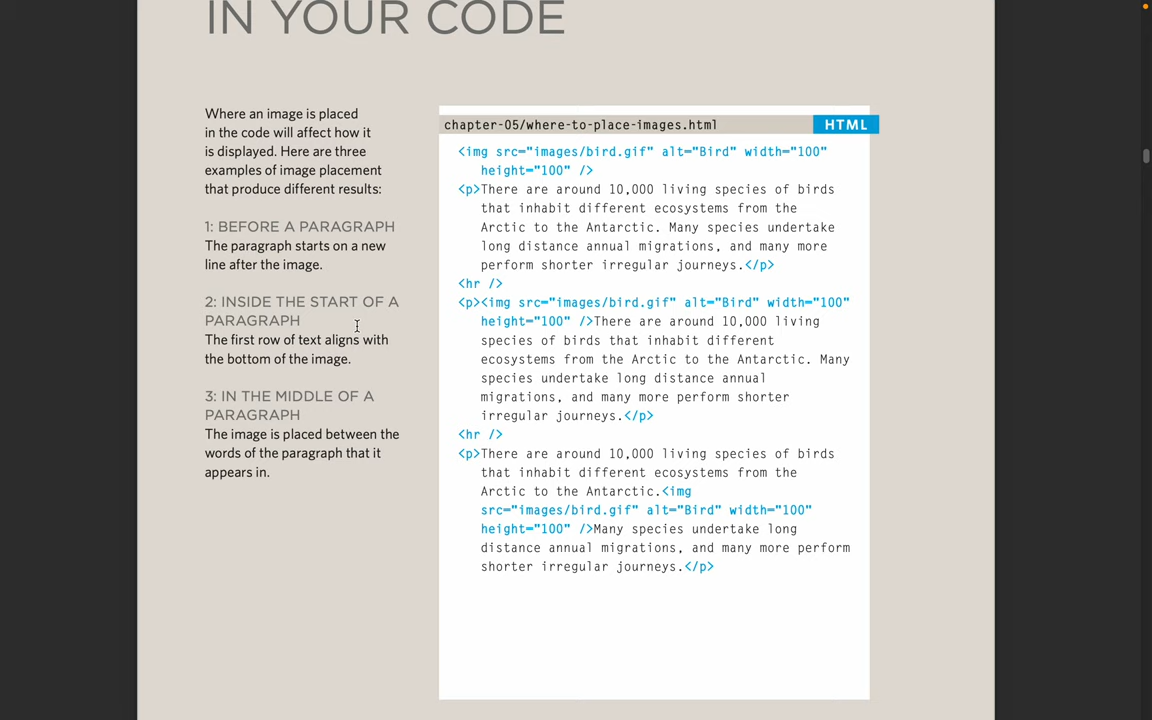 IN YOUR CODE
Where an image is placed
in the code will affect how it
is displayed. Here are three
examples of image placement
that produce different results:
1: BEFORE A PARAGRAPH
The paragraph starts on a new
line after the image.
2: INSIDE THE START OF A
PARAGRAPH
The first row of text aligns with
the bottom of the image.
3: IN THE MIDDLE OF A
PARAGRAPH
The image is placed between the
words of the paragraph that it
appears in.
chapter-05/where-to-place-images.html HTML
<img src="images/bird.gif" alt="Bird" width="100"
height="100" />
<p>There are around 10,000 living species of birds
that inhabit different ecosystems from the
Arctic to the Antarctic. Many species undertake
long distance annual migrations, and many more
perform shorter irregular journeys.</p>
<hr />
<p><img src="images/bird.gif" alt="Bird" width="100"
height="100" />There are around 10,000 living
species of birds that inhabit different
ecosystems from the Arctic to the Antarctic. Many
species undertake long distance annual
migrations, and many more perform shorter
irregular journeys.</p>
<hr />
<p>There are around 10,000 living species of birds
that inhabit different ecosystems from the
Arctic to the Antarctic.<img
src="images/bird.gif" alt="Bird" width="100"
height="100" />Many species undertake long
distance annual migrations, and many more perform
shorter irregular journeys.</p>